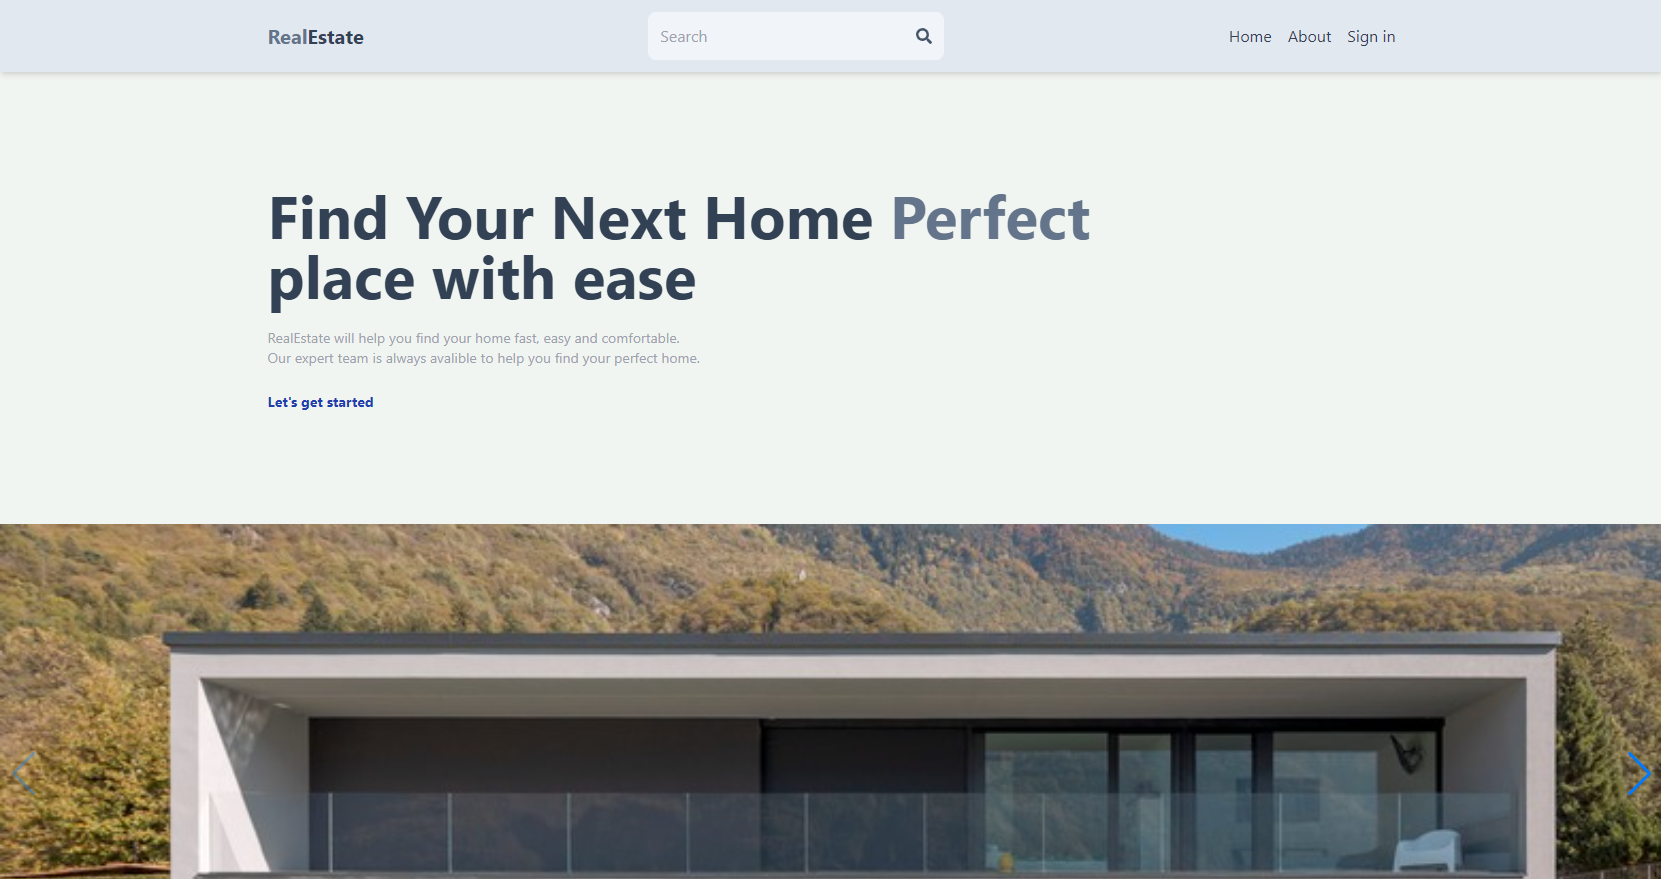 RealEstate
Search
Home About Sign in
Find Your Next Home Perfect
place with ease
RealEstate will help you find your home fast, easy and comfortable.
Our expert team is always avalible to help you find your perfect home.
Let's get started